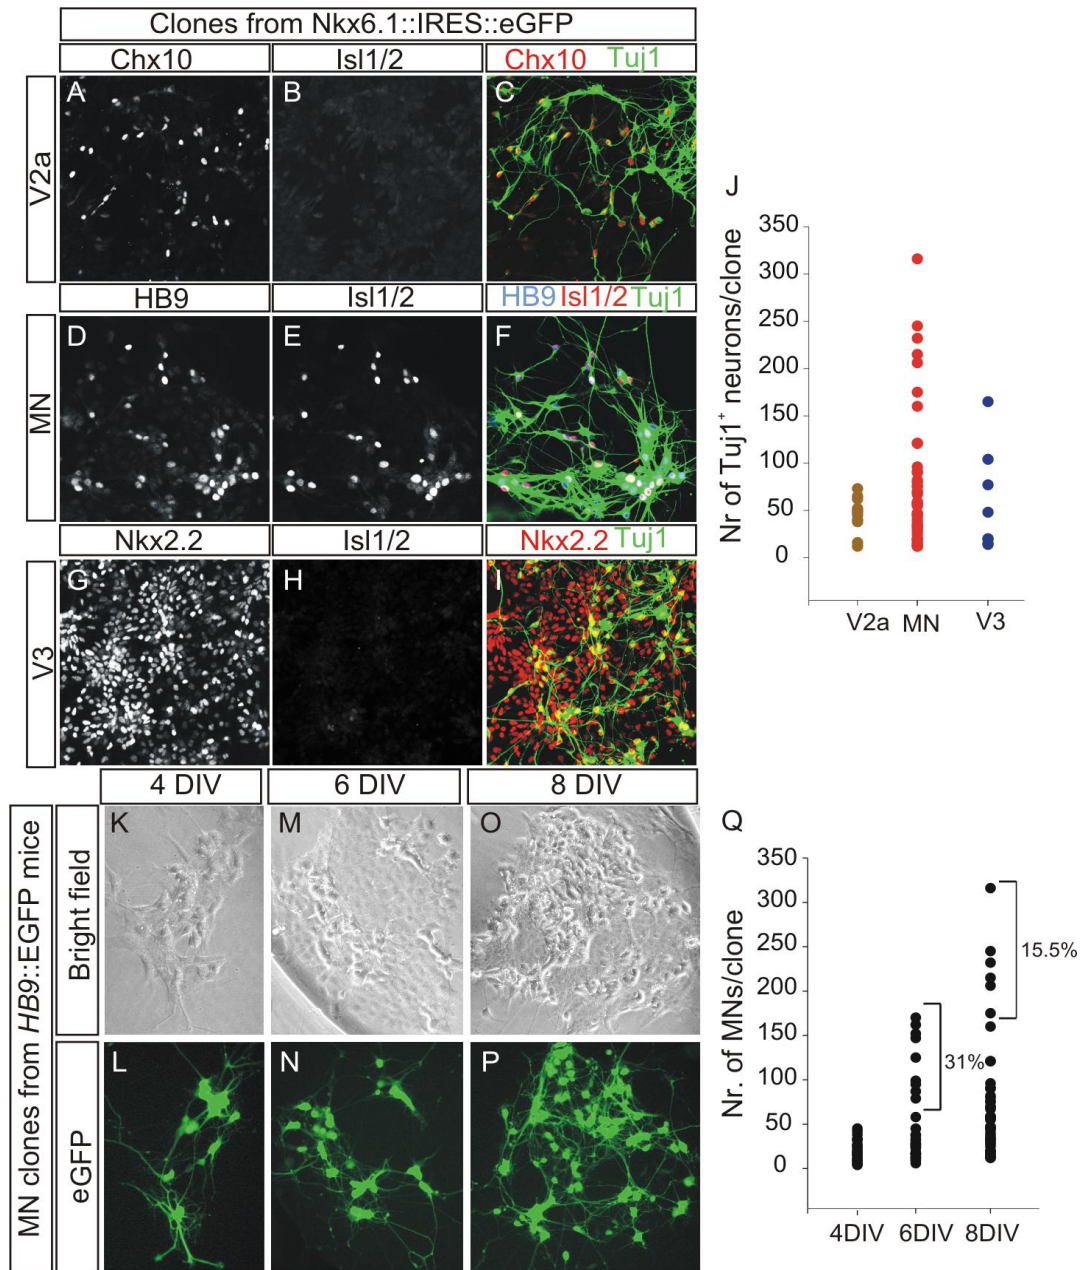 Clones from Nkx6.1::IRES::eGFP
Chx10 Isl1/2 Chx10 Tuj1
V2a
A B C
HB9 Isl1/2 HB9 Isl1/2 Tuj1
MN
D E F
Nkx2.2 Isl1/2 Nkx2.2 Tuj1
V3
G H I
J
Nr of Tuj1⁺ neurons/clone
350
300
250
200
150
100
50
0
V2a MN V3
MN clones from HB9::EGFP mice
4 DIV 6 DIV 8 DIV
Bright field
K M O
eGFP
L N P
Q
Nr. of MNs/clone
350
300
250
200
150
100
50
0
15.5%
31%
4DIV 6DIV 8DIV